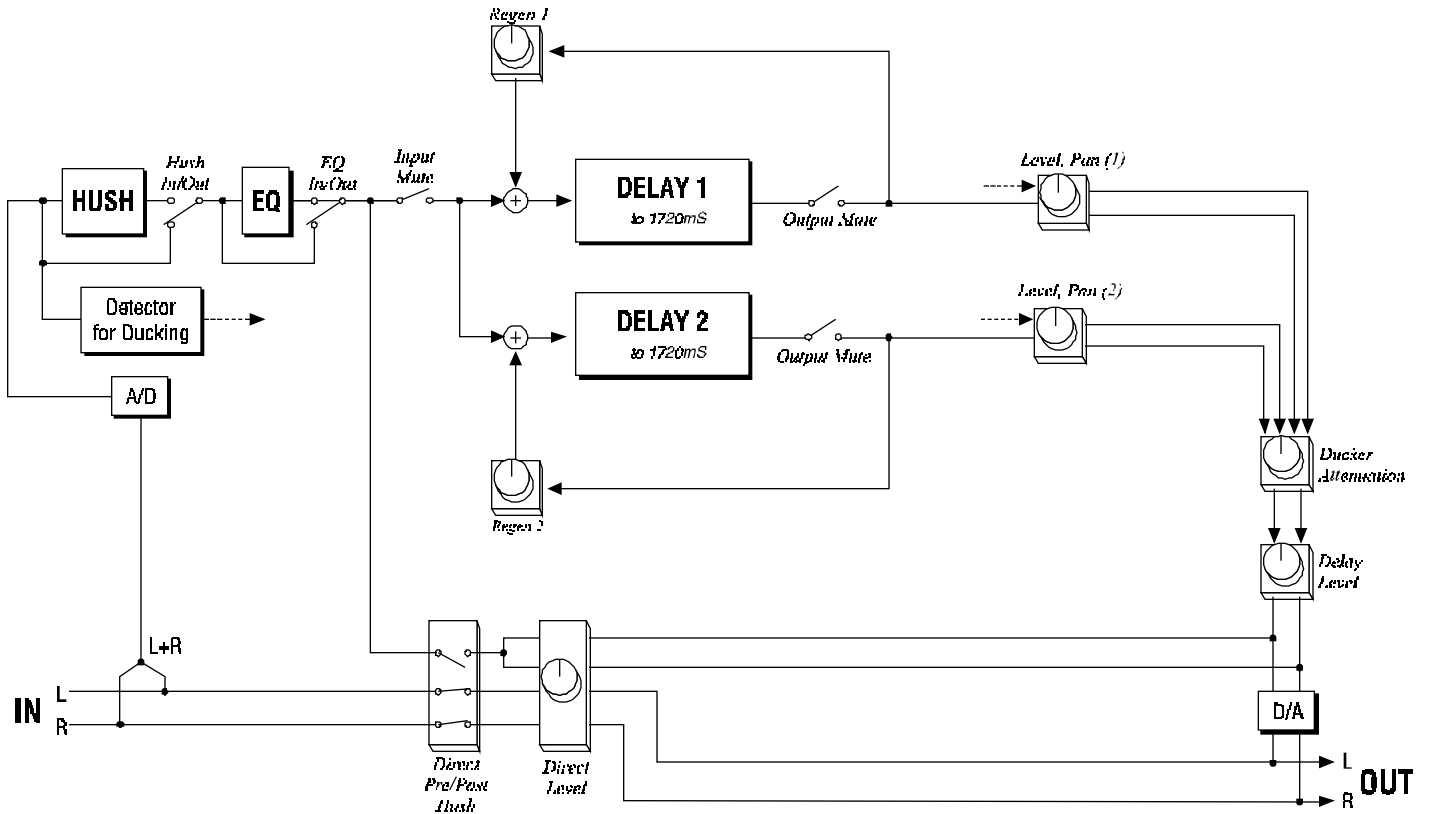 Regen 1
HUSH
Hush
In/Out
EQ
EQ
In/Out
Input
Mute
DELAY 1
to 1720mS
Output Mute
Level, Pan (1)
Detector
for Ducking
DELAY 2
to 1720mS
Output Mute
Level, Pan (2)
A/D
Regen 2
Ducker
Attenuation
Delay
Level
L+R
IN
L
R
Direct
Pre/Post
Hush
Direct
Level
D/A
L
OUT
R